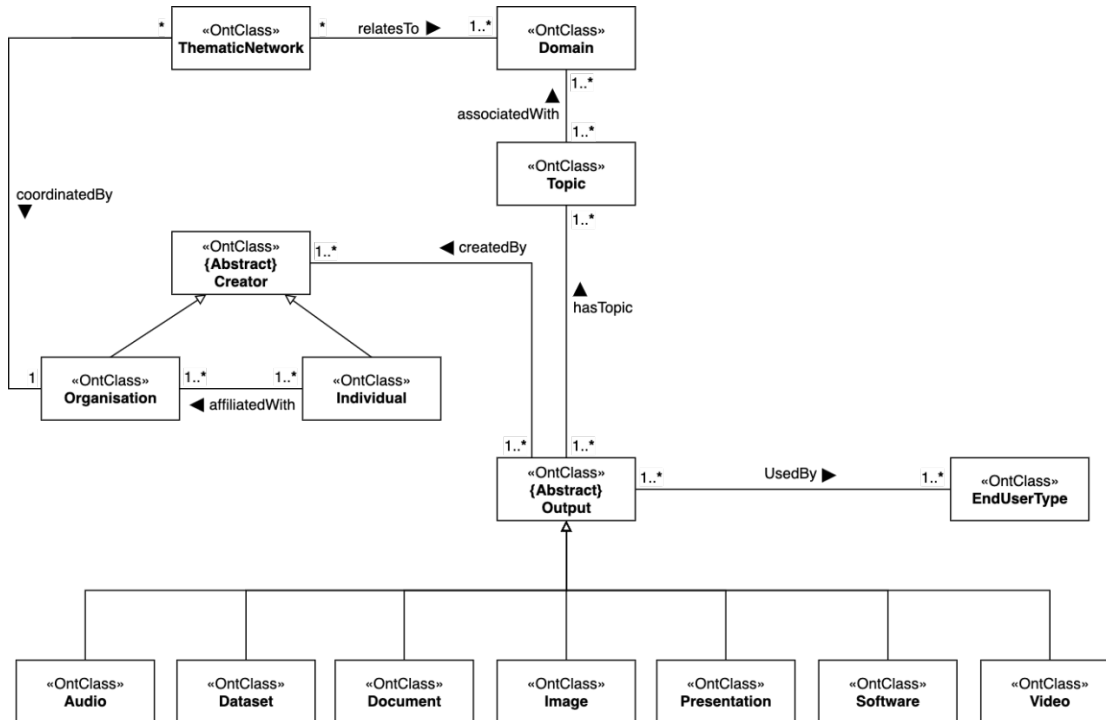 * «OntClass» * relatesTo ▶ 1..* «OntClass»
ThematicNetwork Domain
1..*
associatedWith
1..*
«OntClass»
Topic
1..*
coordinatedBy
«OntClass»
{Abstract}
Creator
1..* ◀ createdBy
hasTopic
1 «OntClass» 1..* 1..* «OntClass»
Organisation ◀ affiliatedWith Individual
1..* 1..*
«OntClass»
{Abstract}
Output
1..* UsedBy ▶ 1..*
«OntClass»
EndUserType
«OntClass» «OntClass» «OntClass» «OntClass» «OntClass» «OntClass» «OntClass»
Audio Dataset Document Image Presentation Software Video